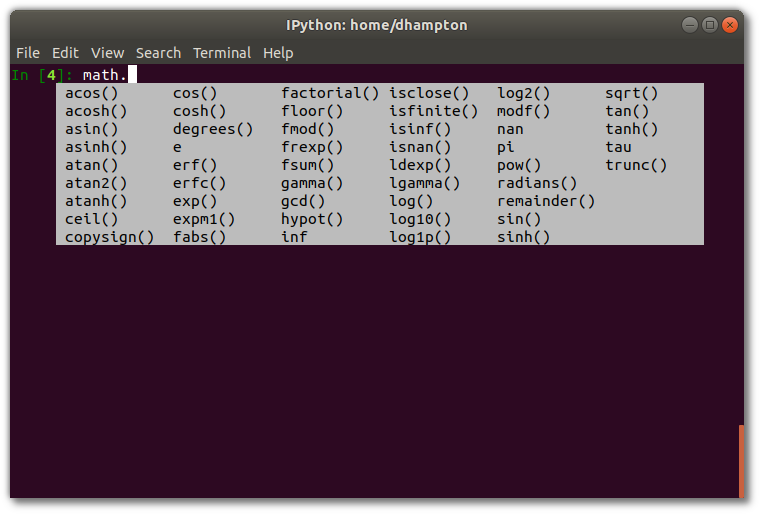 IPython: home/dhampton
File Edit View Search Terminal Help
In [4]: math.
acos() cos() factorial() isclose() log2() sqrt()
acosh() cosh() floor() isfinite() modf() tan()
asin() degrees() fmod() isinf() nan tanh()
asinh() e frexp() isnan() pi tau
atan() erf() fsum() ldexp() pow() trunc()
atan2() erfc() gamma() lgamma() radians()
atanh() exp() gcd() log() remainder()
ceil() expm1() hypot() log10() sin()
copysign() fabs() inf log1p() sinh()